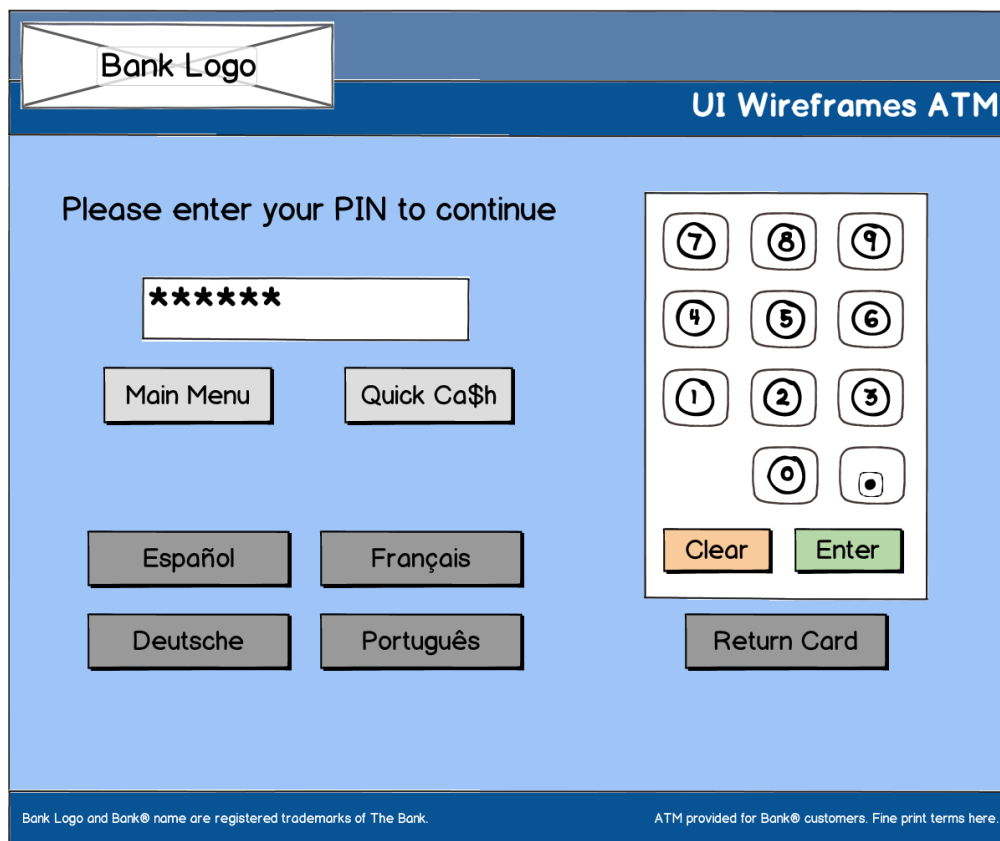 Bank Logo
UI Wireframes ATM
Please enter your PIN to continue
******
Main Menu
Quick Ca$h
Español
Français
Deutsche
Português
7 8 9
4 5 6
1 2 3
0 .
Clear
Enter
Return Card
Bank Logo and Bank® name are registered trademarks of The Bank.
ATM provided for Bank® customers. Fine print terms here.